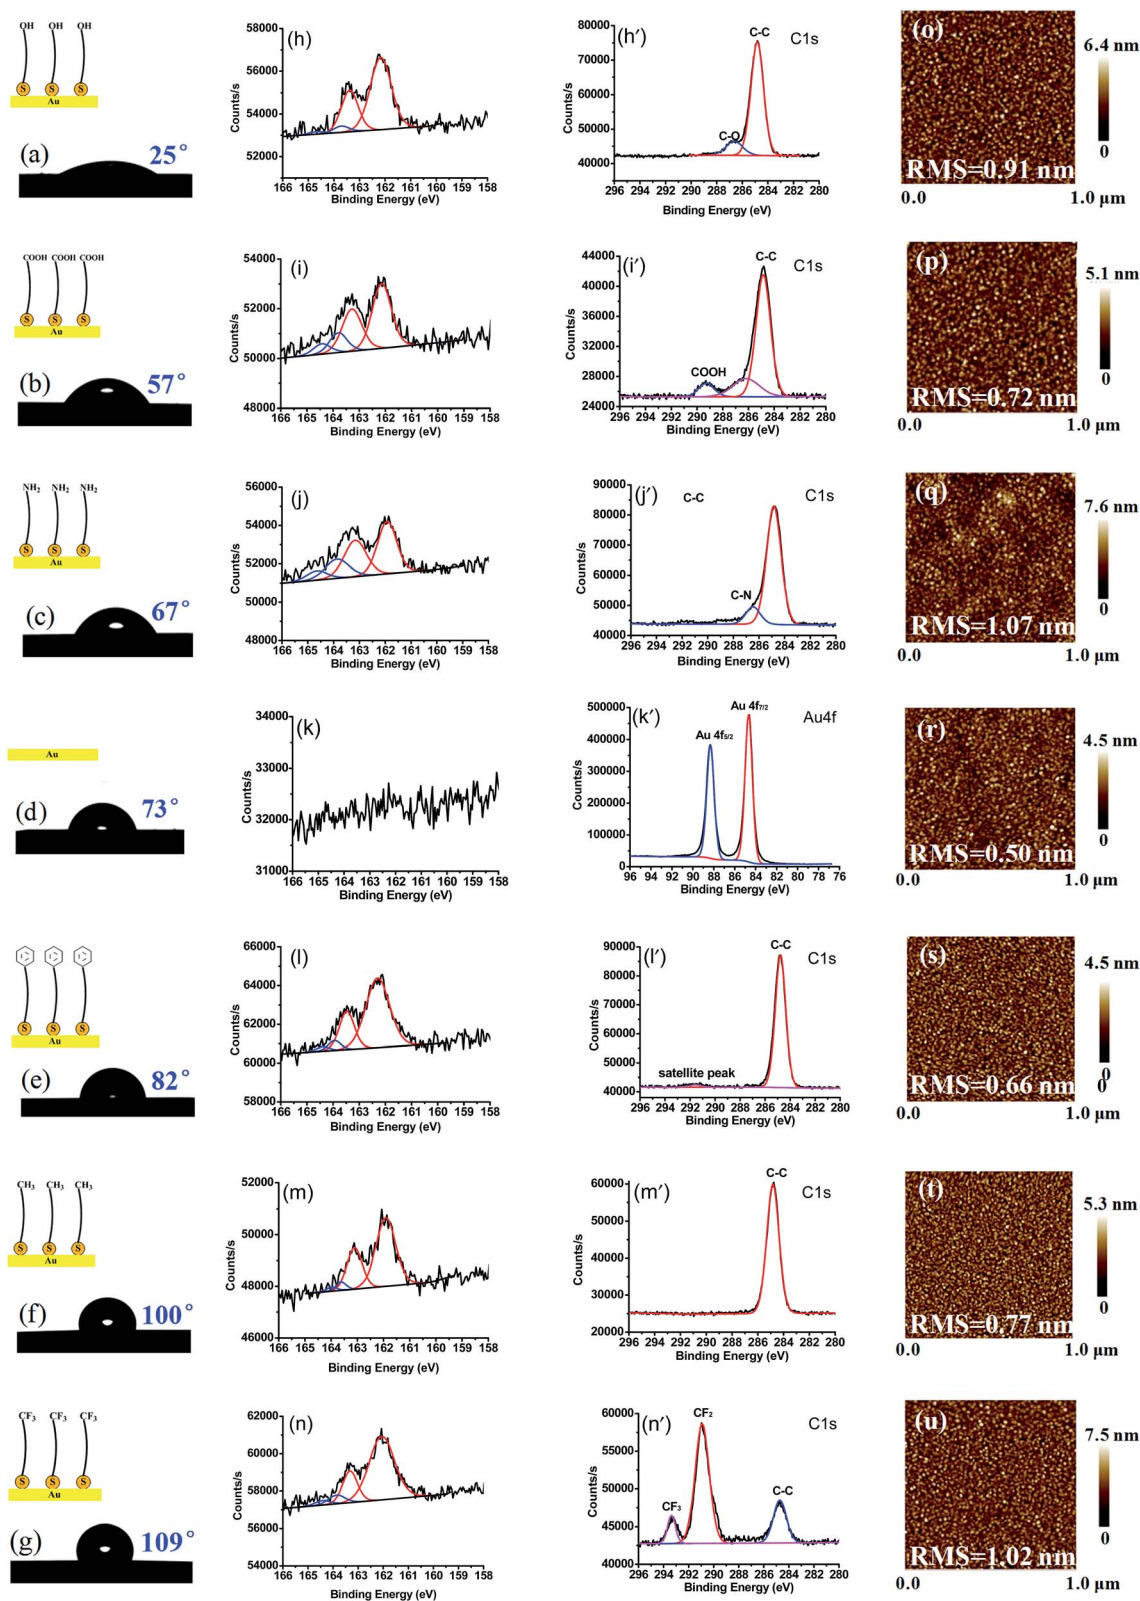 OH OH OH
S S S
Au
(a) 25°
(h)
58000
56000
54000
52000
Counts/s
166 165 164 163 162 161 160 159 158
Binding Energy (eV)
(h′) C-C C1s
C-O
80000
70000
60000
50000
40000
Counts/s
296 294 292 290 288 286 284 282 280
Binding Energy (eV)
(o)
RMS=0.91 nm
6.4 nm
0
0.0 1.0 μm
COOH COOH COOH
S S S
Au
(b) 57°
(i)
54000
52000
50000
48000
Counts/s
166 165 164 163 162 161 160 159 158
Binding Energy (eV)
(i′) C-C C1s
COOH
44000
40000
36000
32000
28000
24000
Counts/s
296 294 292 290 288 286 284 282 280
Binding Energy (eV)
(p)
RMS=0.72 nm
5.1 nm
0
0.0 1.0 μm
NH2 NH2 NH2
S S S
Au
(c) 67°
(j)
56000
54000
52000
50000
48000
Counts/s
166 165 164 163 162 161 160 159 158
Binding Energy (eV)
(j′) C-C C1s
C-N
90000
80000
70000
60000
50000
40000
Counts/s
296 294 292 290 288 286 284 282 280
Binding Energy (eV)
(q)
RMS=1.07 nm
7.6 nm
0
0.0 1.0 μm
Au
(d) 73°
(k)
34000
33000
32000
31000
Counts/s
166 165 164 163 162 161 160 159 158
Binding Energy (eV)
(k′) Au 4f7/2 Au4f
Au 4f5/2
500000
400000
300000
200000
100000
0
Counts/s
96 94 92 90 88 86 84 82 80 78 76
Binding Energy (eV)
(r)
RMS=0.50 nm
4.5 nm
0
0.0 1.0 μm
S S S
Au
(e) 82°
(l)
66000
64000
62000
60000
58000
Counts/s
166 165 164 163 162 161 160 159 158
Binding Energy (eV)
(l′) C-C C1s
satellite peak
90000
80000
70000
60000
50000
40000
Counts/s
296 294 292 290 288 286 284 282 280
Binding Energy (eV)
(s)
RMS=0.66 nm
4.5 nm
0
0
0.0 1.0 μm
CH3 CH3 CH3
S S S
Au
(f) 100°
(m)
52000
50000
48000
46000
Counts/s
166 165 164 163 162 161 160 159 158
Binding Energy (eV)
(m′) C-C C1s
60000
50000
40000
30000
20000
Counts/s
296 294 292 290 288 286 284 282 280
Binding Energy (eV)
(t)
RMS=0.77 nm
5.3 nm
0
0.0 1.0 μm
CF3 CF3 CF3
S S S
Au
(g) 109°
(n)
62000
60000
58000
56000
54000
Counts/s
166 165 164 163 162 161 160 159 158
Binding Energy (eV)
(n′) CF2 C1s
CF3 C-C
60000
55000
50000
45000
40000
Counts/s
296 294 292 290 288 286 284 282 280
Binding Energy (eV)
(u)
RMS=1.02 nm
7.5 nm
0
0.0 1.0 μm